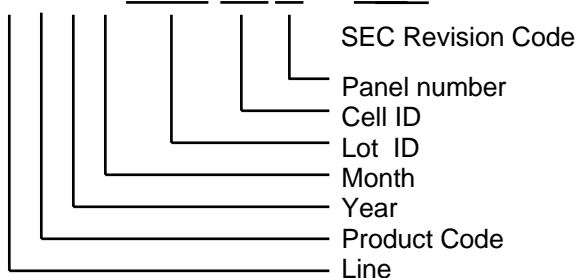 SEC Revision Code
Panel number
Cell ID
Lot ID
Month
Year
Product Code
Line